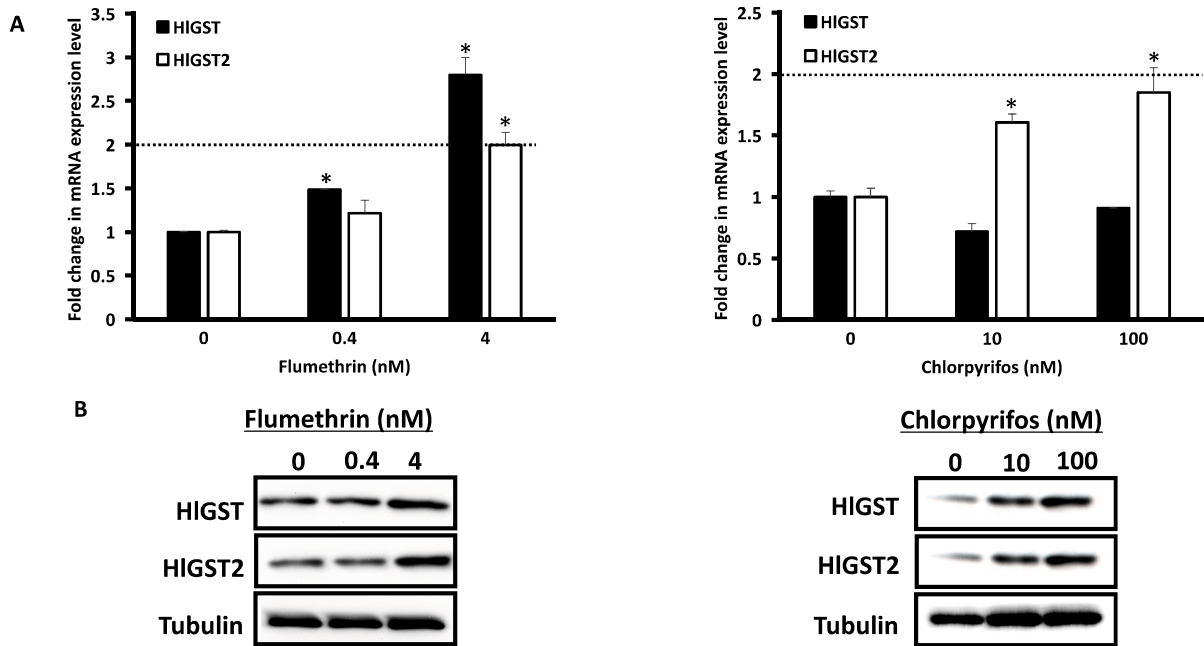 A
Fold change in mRNA expression level
3.5
3
2.5
2
1.5
1
0.5
0
HlGST
HlGST2
*
*
*
0 0.4 4
Flumethrin (nM)
Fold change in mRNA expression level
2.5
2
1.5
1
0.5
0
HlGST
HlGST2
*
*
0 10 100
Chlorpyrifos (nM)
B
Flumethrin (nM)
0 0.4 4
HlGST
HlGST2
Tubulin
Chlorpyrifos (nM)
0 10 100
HlGST
HlGST2
Tubulin